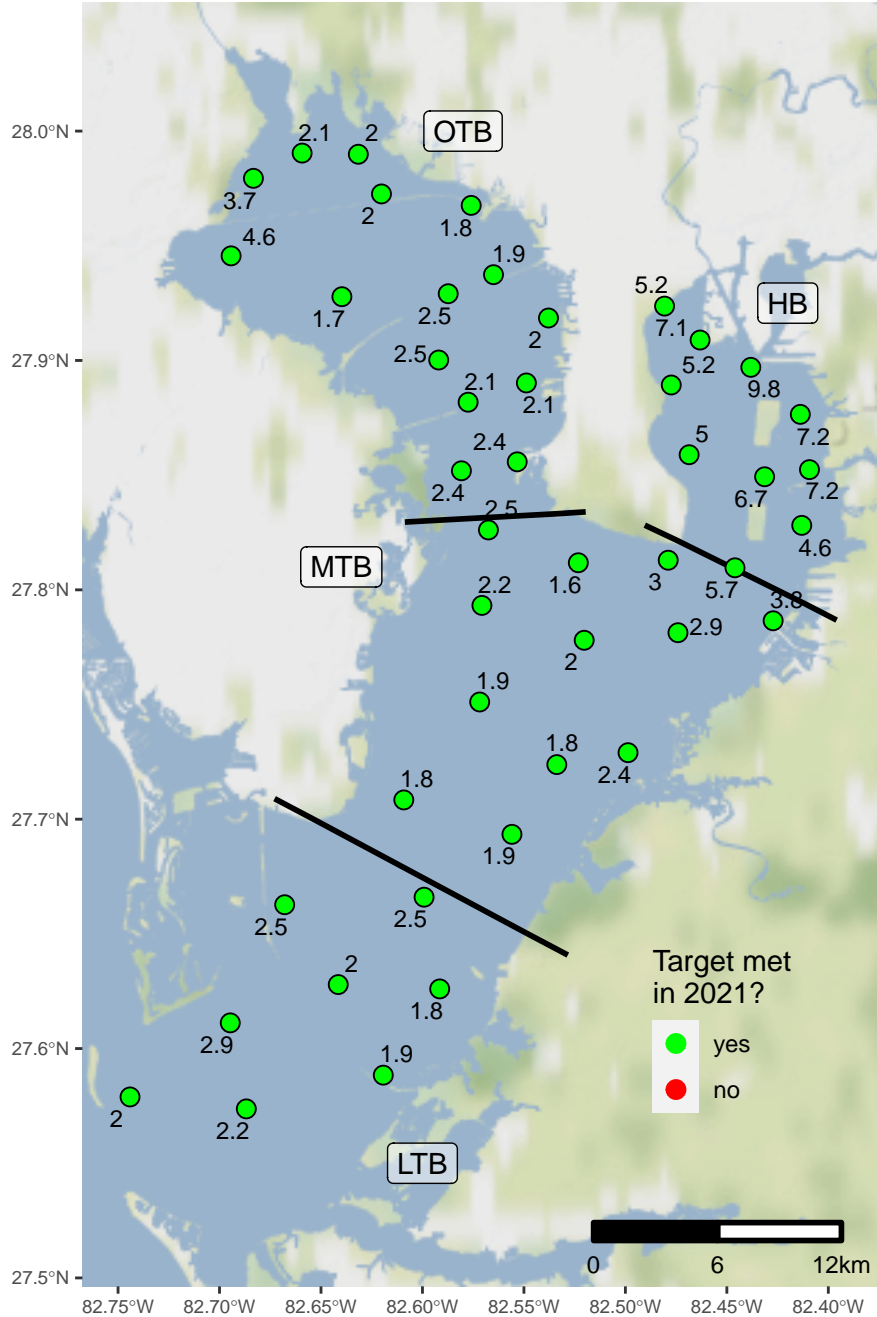 28.0°N
27.9°N
27.8°N
27.7°N
27.6°N
27.5°N
2.1
2
OTB
3.7
2
1.8
4.6
1.9
1.7
2.5
2
5.2
HB
7.1
2.5
5.2
9.8
2.1
2.1
7.2
2.4
5
2.4
6.7
7.2
2.5
4.6
MTB
1.6
3
5.7
3.8
2.2
2
2.9
1.9
1.8
2.4
1.8
1.9
2.5
2.5
2
1.8
2.9
1.9
2
2.2
LTB
Target met
in 2021?
yes
no
0
6
12km
82.75°W
82.70°W
82.65°W
82.60°W
82.55°W
82.50°W
82.45°W
82.40°W